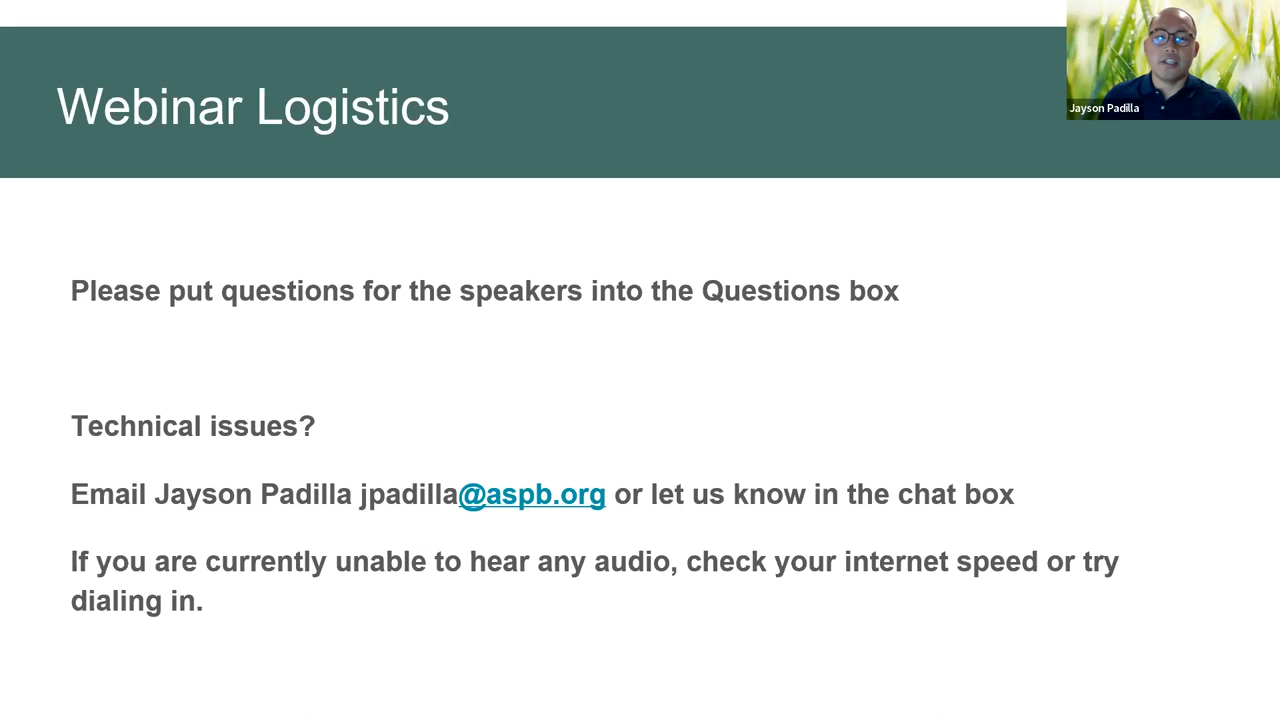 Webinar Logistics
Jayson Padilla
Please put questions for the speakers into the Questions box
Technical issues?
Email Jayson Padilla jpadilla@aspb.org or let us know in the chat box
If you are currently unable to hear any audio, check your internet speed or try
dialing in.